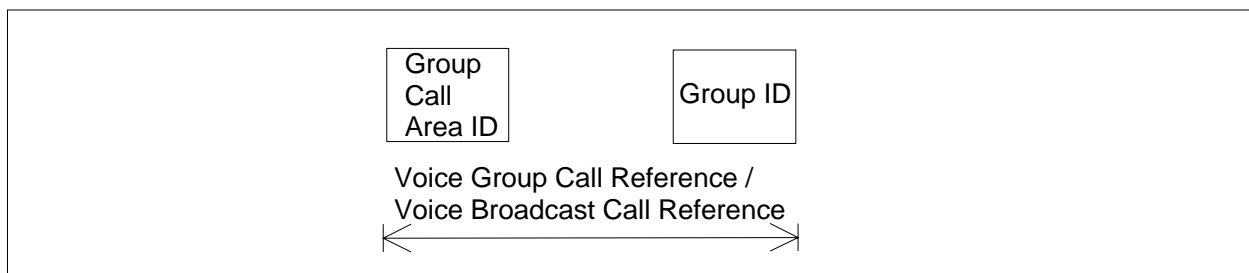 Group
Call
Area ID
Group ID
Voice Group Call Reference /
Voice Broadcast Call Reference